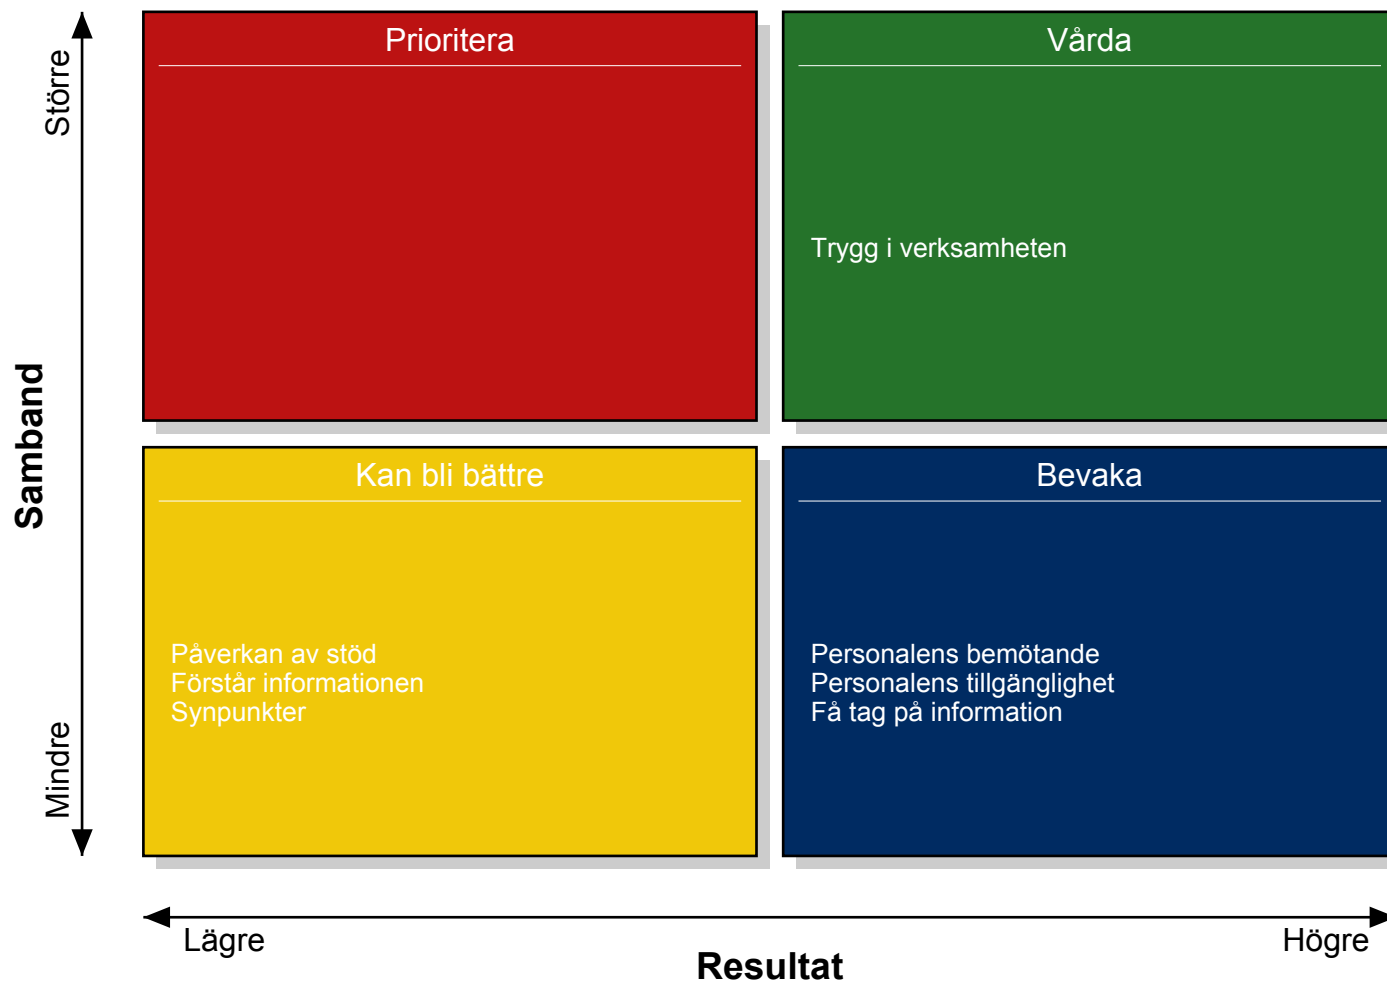 Större
Samband
Mindre
Prioritera
Vårda
Trygg i verksamheten
Kan bli bättre
Påverkan av stöd
Förstår informationen
Synpunkter
Bevaka
Personalens bemötande
Personalens tillgänglighet
Få tag på information
Lägre
Högre
Resultat